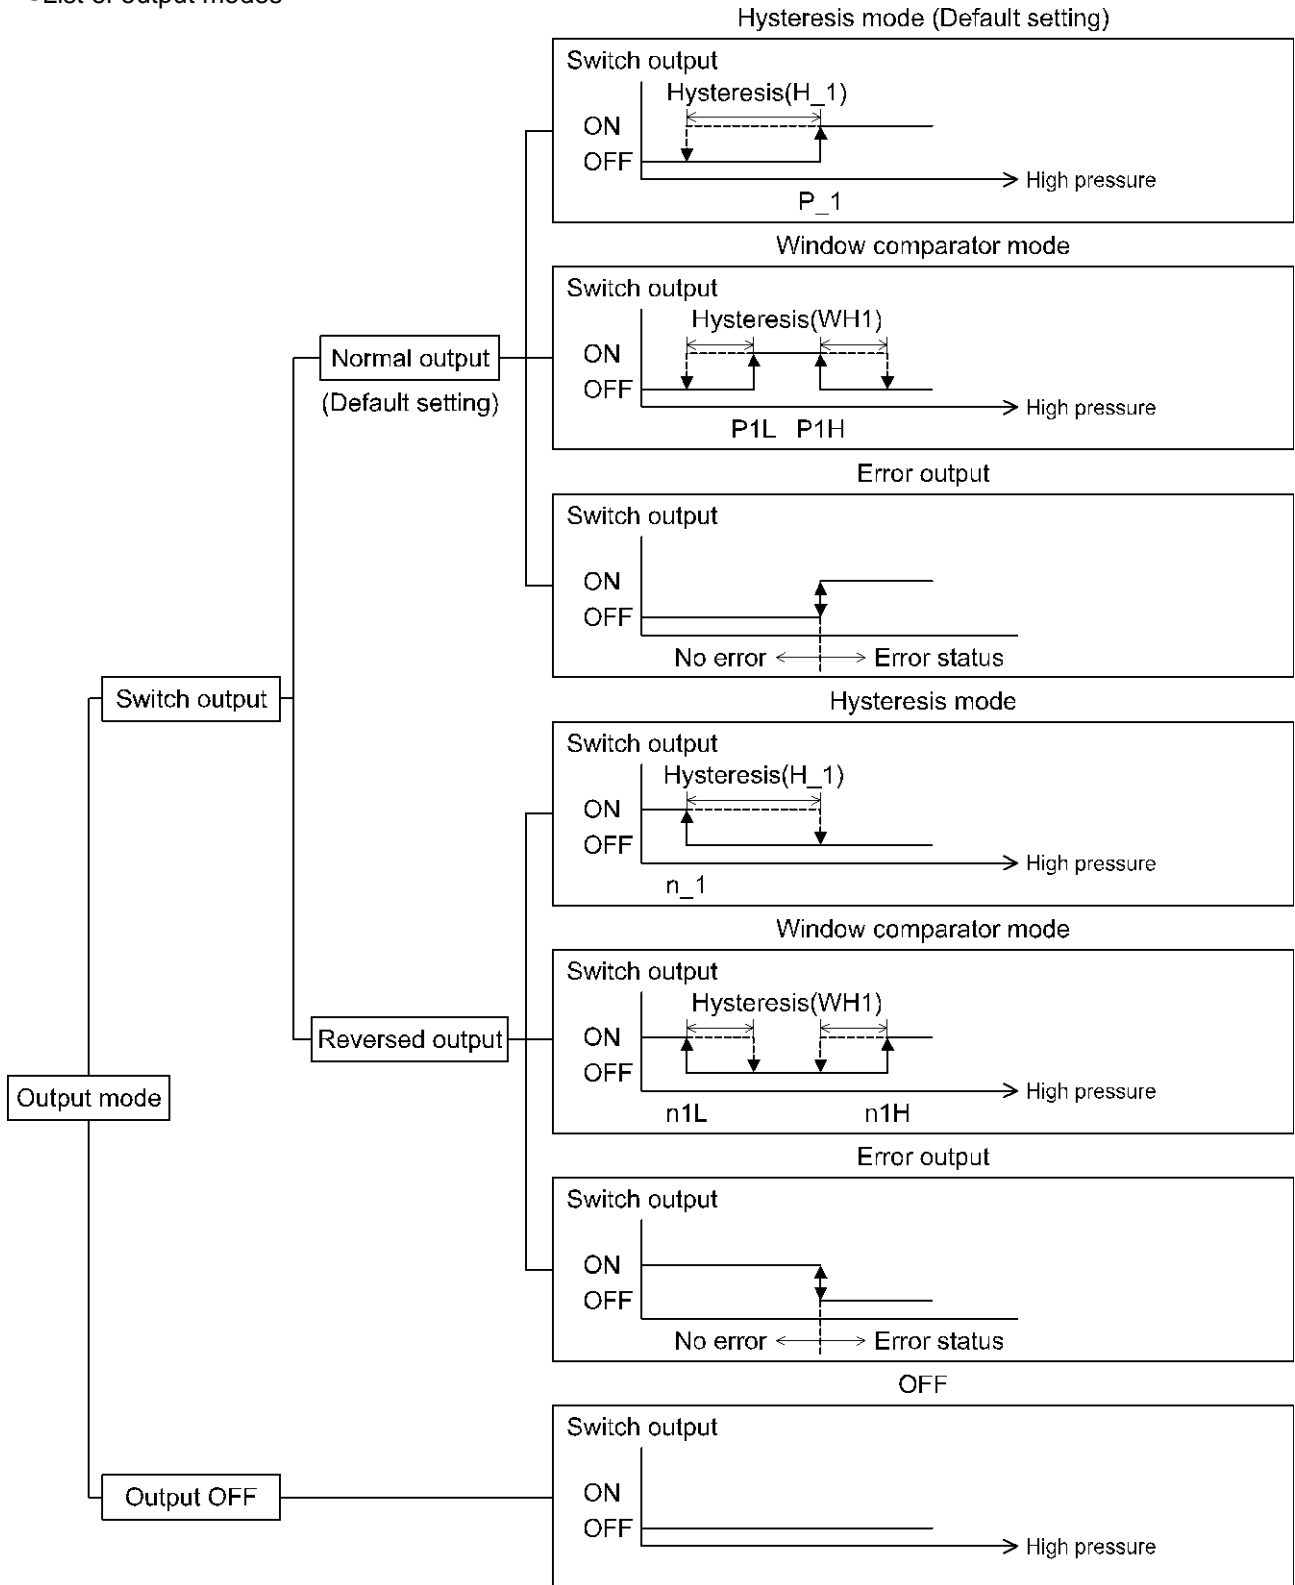 List of output modes
Hysteresis mode (Default setting)
Switch output
Hysteresis(H_1)
ON
OFF
High pressure
P_1
Window comparator mode
Switch output
Hysteresis(WH1)
ON
OFF
High pressure
P1L P1H
Normal output
(Default setting)
Error output
Switch output
ON
OFF
No error
Error status
Switch output
Hysteresis mode
Switch output
Hysteresis(H_1)
ON
OFF
High pressure
n_1
Window comparator mode
Switch output
Hysteresis(WH1)
ON
OFF
High pressure
n1L n1H
Reversed output
Output mode
Error output
Switch output
ON
OFF
No error
Error status
OFF
Switch output
ON
OFF
High pressure
Output OFF